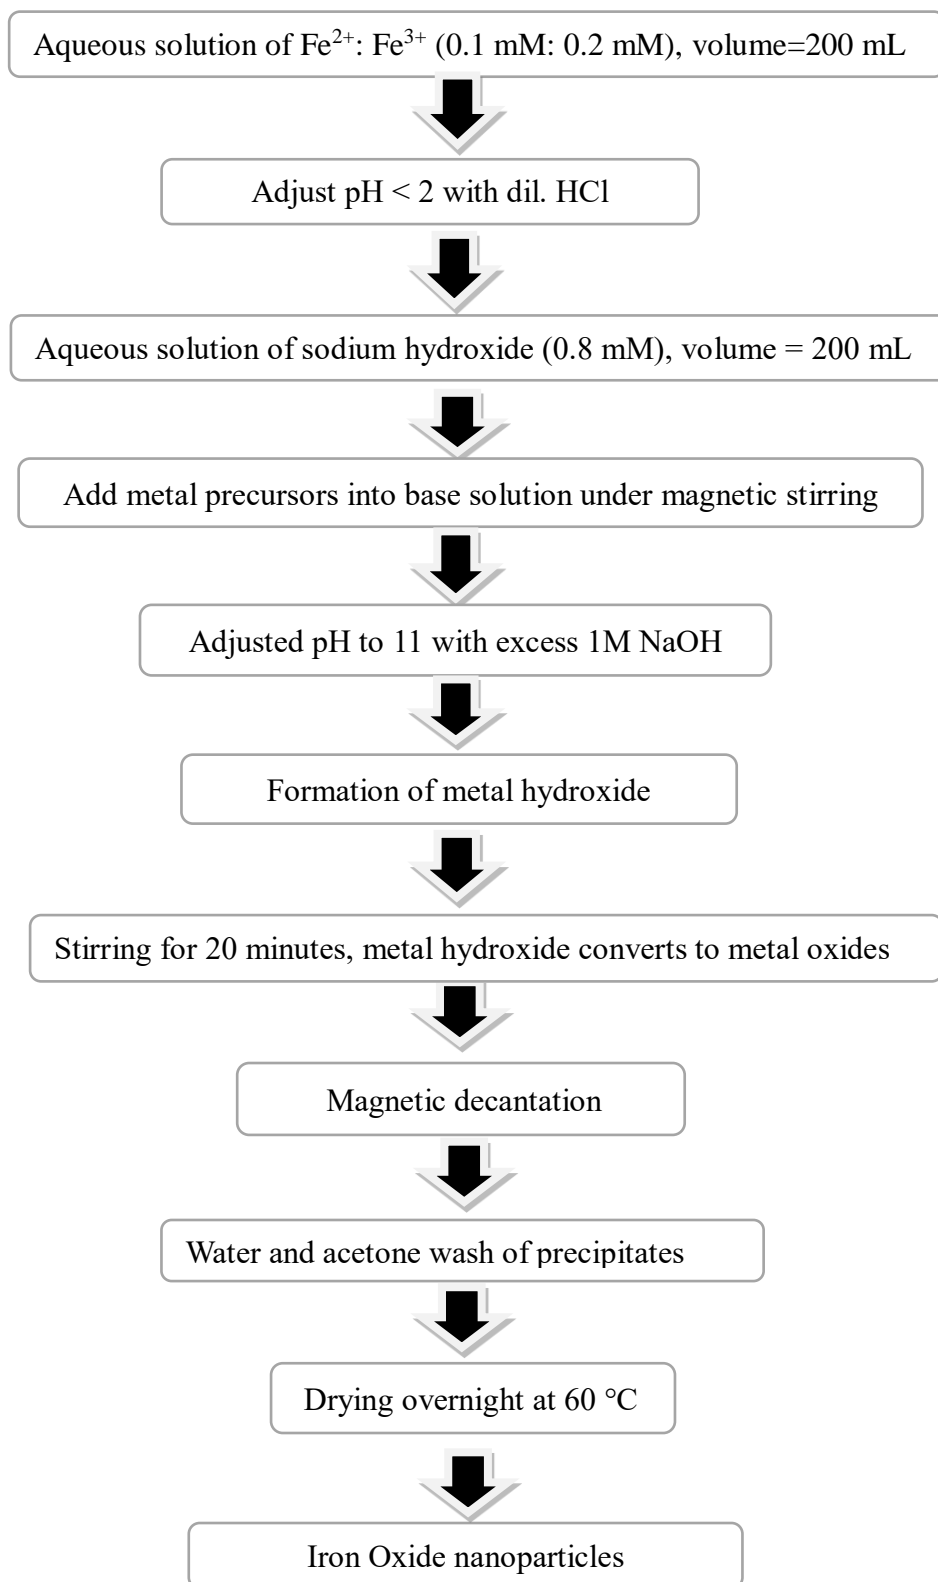 Aqueous solution of Fe²⁺: Fe³⁺ (0.1 mM: 0.2 mM), volume=200 mL
Adjust pH < 2 with dil. HCl
Aqueous solution of sodium hydroxide (0.8 mM), volume = 200 mL
Add metal precursors into base solution under magnetic stirring
Adjusted pH to 11 with excess 1M NaOH
Formation of metal hydroxide
Stirring for 20 minutes, metal hydroxide converts to metal oxides
Magnetic decantation
Water and acetone wash of precipitates
Drying overnight at 60 °C
Iron Oxide nanoparticles